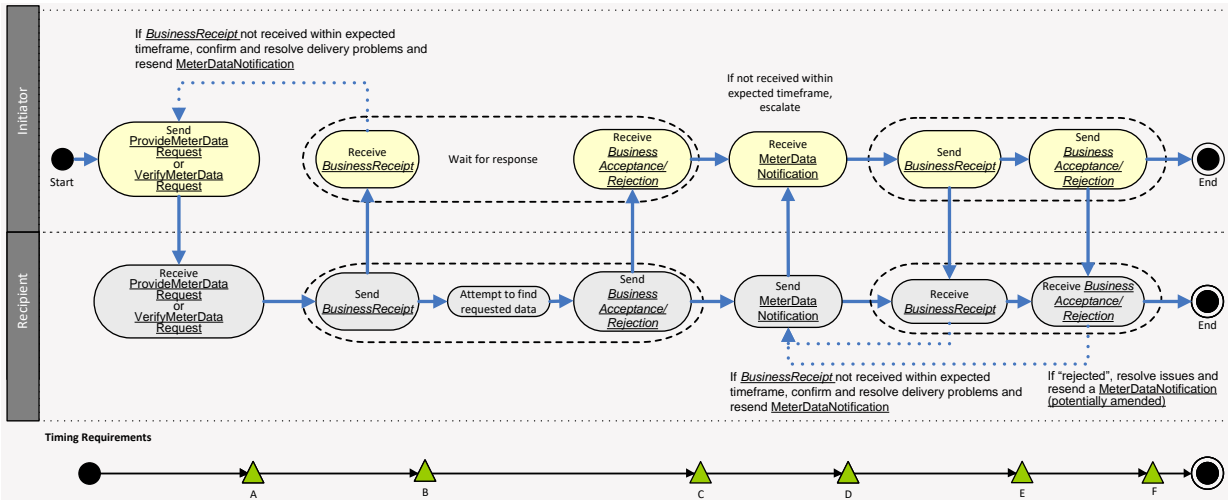 Initiator
If BusinessReceipt not received within expected
timeframe, confirm and resolve delivery problems and
resend MeterDataNotification
If not received within
expected timeframe,
escalate
Start
Send
ProvideMeterData
Request
or
VerifyMeterData
Request
Receive
BusinessReceipt
Wait for response
Receive
Business
Acceptance/
Rejection
Receive
MeterData
Notification
Send
BusinessReceipt
Send
Business
Acceptance/
Rejection
End
Recipient
Receive
ProvideMeterData
Request
or
VerifyMeterData
Request
Send
BusinessReceipt
Attempt to find
requested data
Send
Business
Acceptance/
Rejection
Send
MeterData
Notification
Receive
BusinessReceipt
Receive Business
Acceptance/
Rejection
End
If BusinessReceipt not received within expected
timeframe, confirm and resolve delivery problems and
resend MeterDataNotification
If “rejected”, resolve issues and
resend a MeterDataNotification
(potentially amended)
Timing Requirements
A
B
C
D
E
F